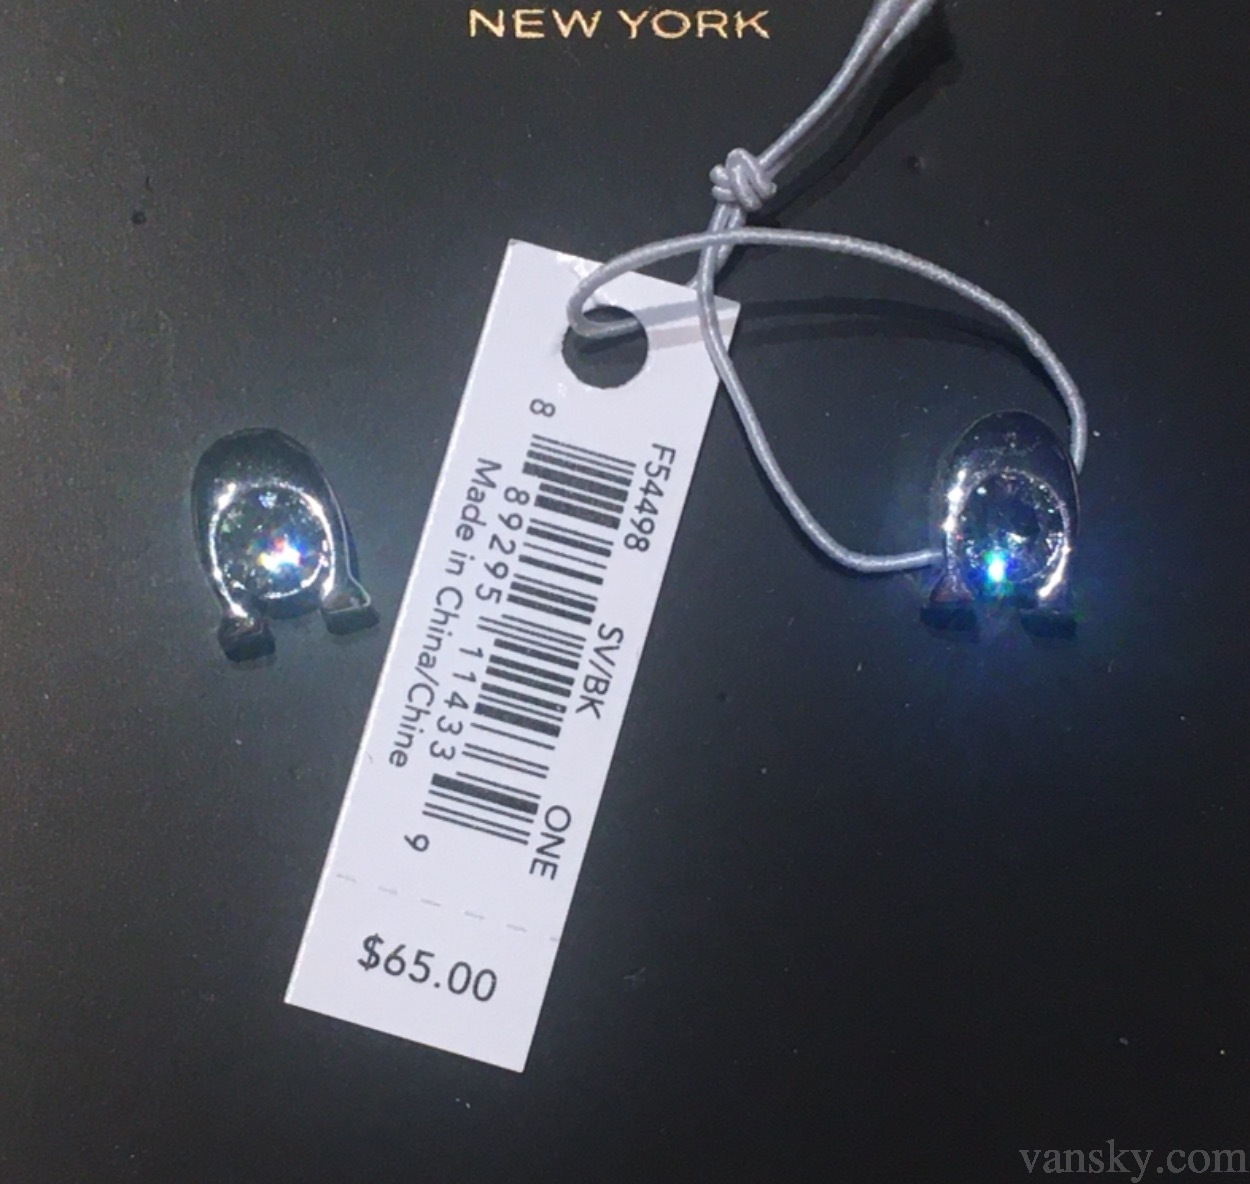 NEW YORK
F54498 SV/BK ONE
8 89295 11433 9
Made in China/Chine
$65.00
vansky.com